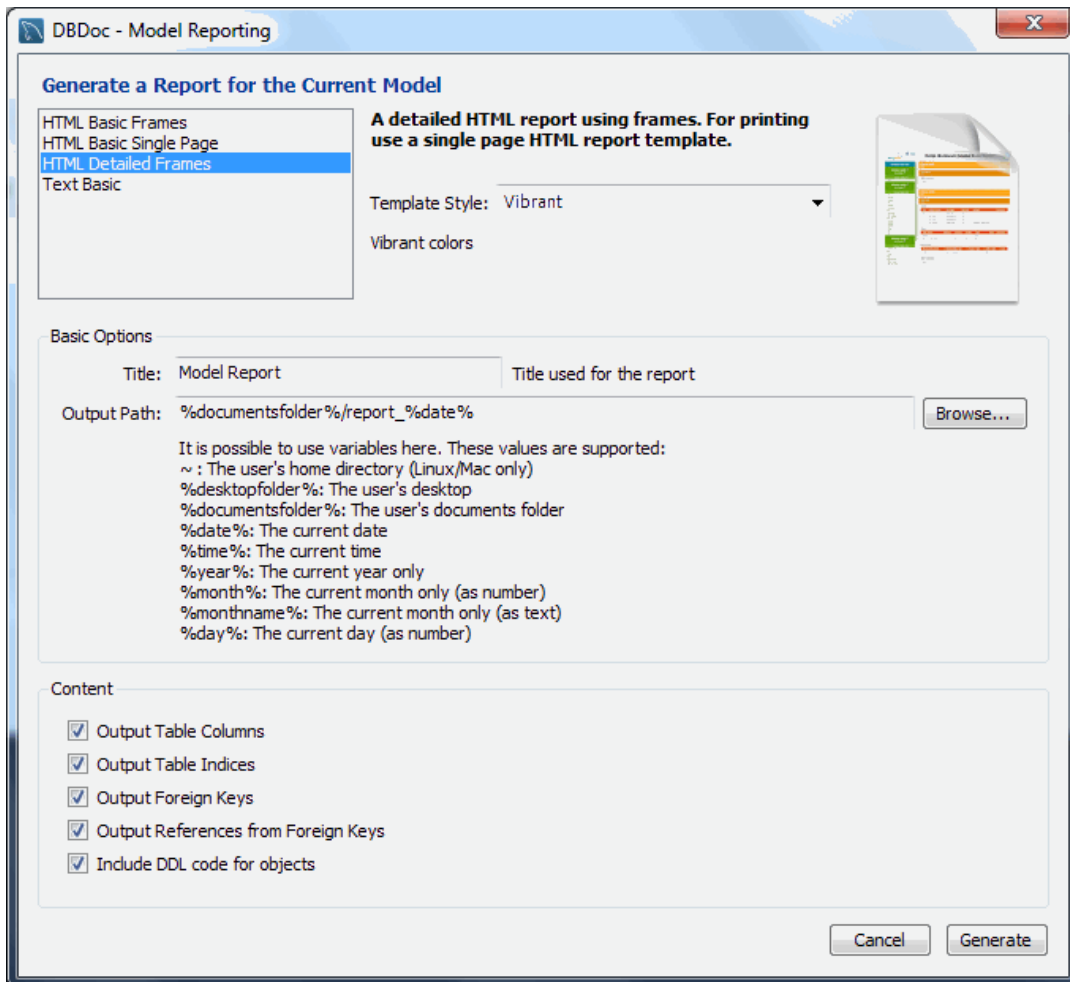 DBDoc - Model Reporting
Generate a Report for the Current Model
HTML Basic Frames
HTML Basic Single Page
HTML Detailed Frames
Text Basic
A detailed HTML report using frames. For printing
use a single page HTML report template.
Template Style: Vibrant
Vibrant colors
Basic Options
Title: Model Report Title used for the report
Output Path: %documentsfolder%/report_%date% Browse...
It is possible to use variables here. These values are supported:
~ : The user's home directory (Linux/Mac only)
%desktopfolder%: The user's desktop
%documentsfolder%: The user's documents folder
%date%: The current date
%time%: The current time
%year%: The current year only
%month%: The current month only (as number)
%monthname%: The current month only (as text)
%day%: The current day (as number)
Content
Output Table Columns
Output Table Indices
Output Foreign Keys
Output References from Foreign Keys
Include DDL code for objects
Cancel Generate